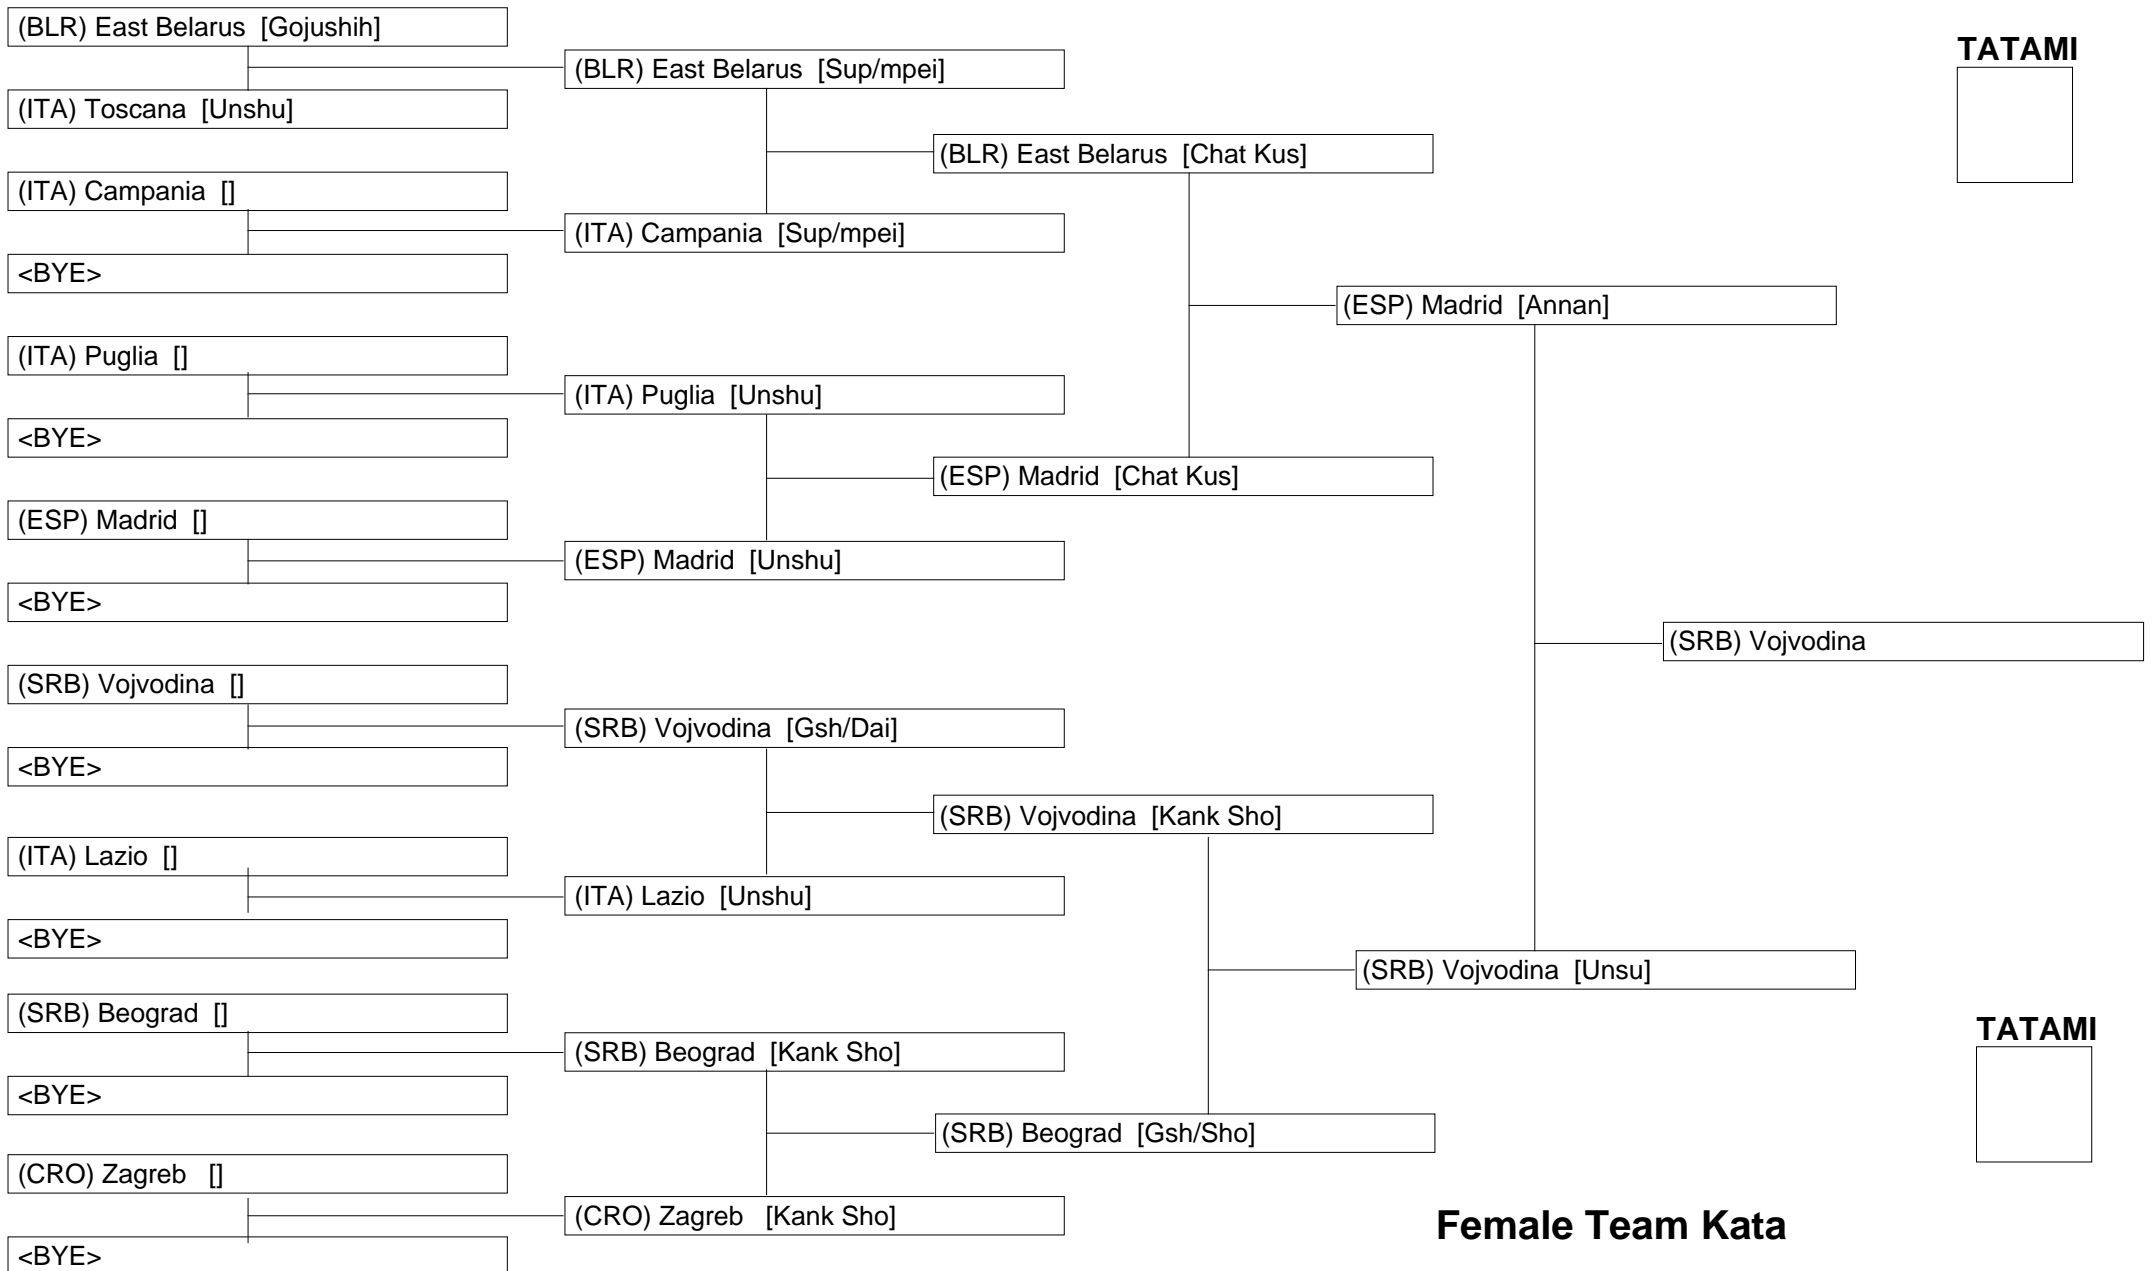 (BLR) East Belarus [Gojushih]
(ITA) Toscana [Unshu]
(ITA) Campania []
<BYE>
(ITA) Puglia []
<BYE>
(ESP) Madrid []
<BYE>
(SRB) Vojvodina []
<BYE>
(ITA) Lazio []
<BYE>
(SRB) Beograd []
<BYE>
(CRO) Zagreb []
<BYE>
(BLR) East Belarus [Sup/mpei]
(ITA) Campania [Sup/mpei]
(ITA) Puglia [Unshu]
(ESP) Madrid [Unshu]
(SRB) Vojvodina [Gsh/Dai]
(ITA) Lazio [Unshu]
(SRB) Beograd [Kank Sho]
(CRO) Zagreb [Kank Sho]
(BLR) East Belarus [Chat Kus]
(ESP) Madrid [Chat Kus]
(SRB) Vojvodina [Kank Sho]
(SRB) Beograd [Gsh/Sho]
(ESP) Madrid [Annan]
(SRB) Vojvodina [Unsu]
(SRB) Vojvodina
TATAMI
TATAMI
Female Team Kata